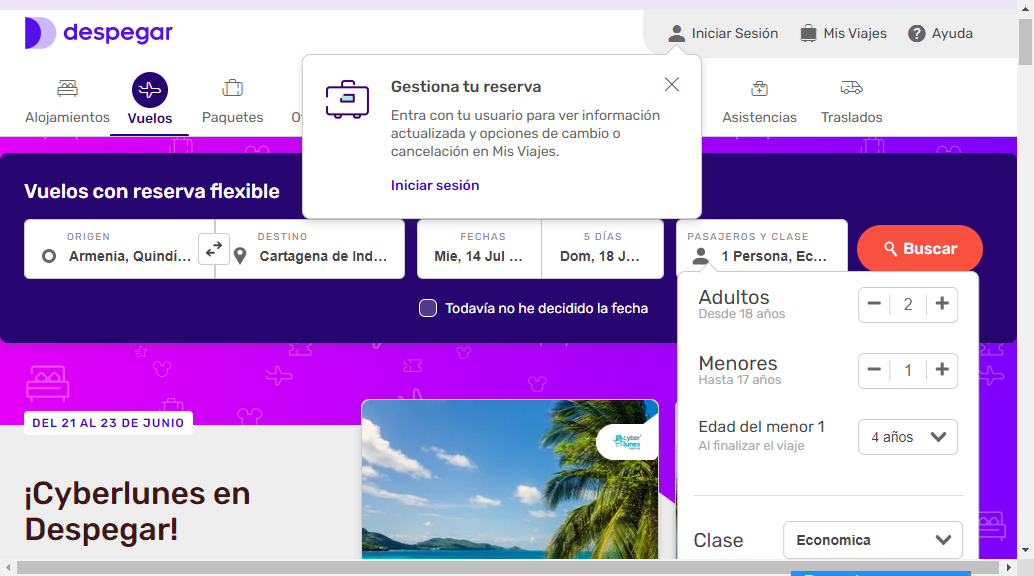 despegar
Iniciar Sesión
Mis Viajes
Ayuda
Alojamientos
Vuelos
Paquetes
Asistencias
Traslados
Gestiona tu reserva
Entra con tu usuario para ver información
actualizada y opciones de cambio o
cancelación en Mis Viajes.
Iniciar sesión
Vuelos con reserva flexible
ORIGEN
Armenia, Quindí...
DESTINO
Cartagena de Ind...
FECHAS
Mie, 14 Jul ...
5 DÍAS
Dom, 18 J...
PASAJEROS Y CLASE
1 Persona, Ec...
Buscar
Todavía no he decidido la fecha
Adultos
Desde 18 años
2
Menores
Hasta 17 años
1
Edad del menor 1
Al finalizar el viaje
4 años
Clase
Economica
DEL 21 AL 23 DE JUNIO
¡Cyberlunes en
Despegar!
cyber
lunes